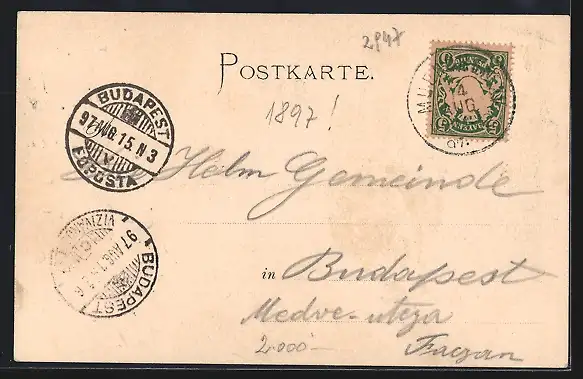 2P47
POSTKARTE.
1897!
BUDAPEST
97 AUG. 15. N 3
FŐPOSTA
Helm Gemeinde
in Budapest
Medve-utcza
2.000-
BUDAPEST
97 AUG